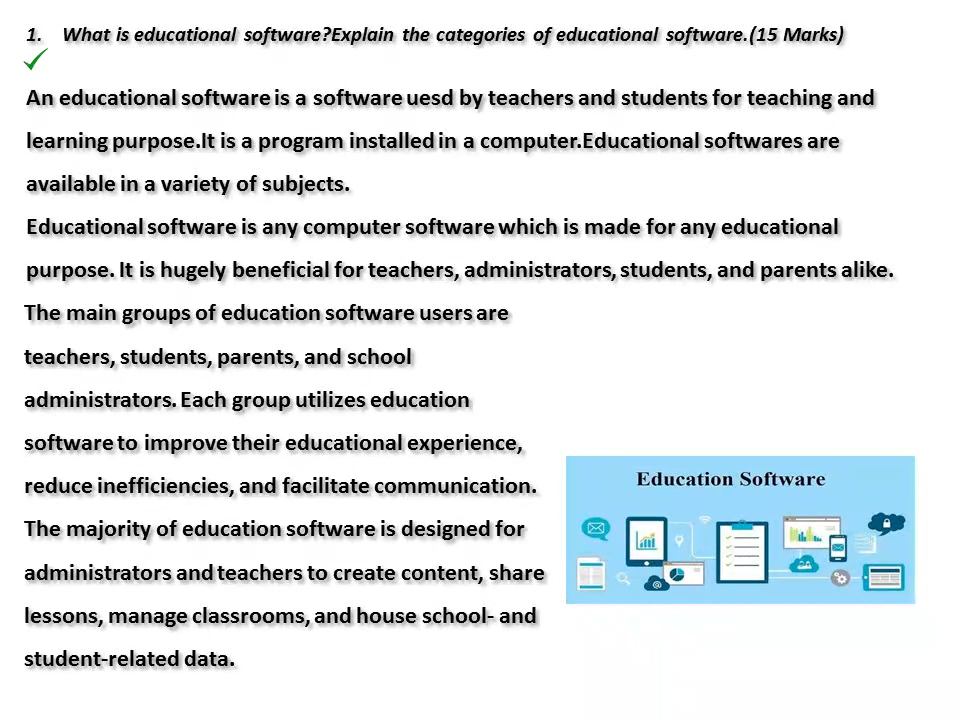 1. What is educational software?Explain the categories of educational software.(15 Marks)
An educational software is a software uesd by teachers and students for teaching and
learning purpose.It is a program installed in a computer.Educational softwares are
available in a variety of subjects.
Educational software is any computer software which is made for any educational
purpose. It is hugely beneficial for teachers, administrators, students, and parents alike.
The main groups of education software users are
teachers, students, parents, and school
administrators. Each group utilizes education
software to improve their educational experience,
reduce inefficiencies, and facilitate communication.
The majority of education software is designed for
administrators and teachers to create content, share
lessons, manage classrooms, and house school- and
student-related data.
Education Software